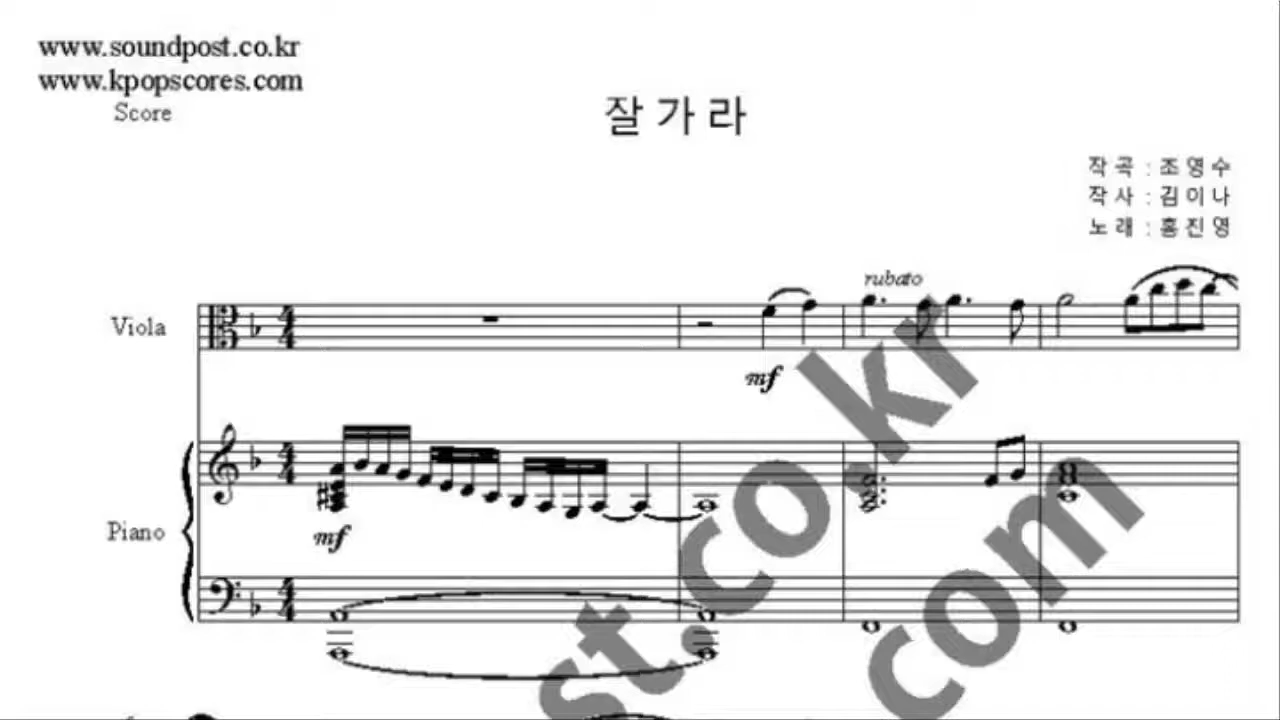 www.soundpost.co.kr
www.kpopscores.com
Score
잘가라
작곡 : 조영수
작사 : 김이나
노래 : 홍진영
rubato
Viola
mf
Piano
mf
st.co.kr
com